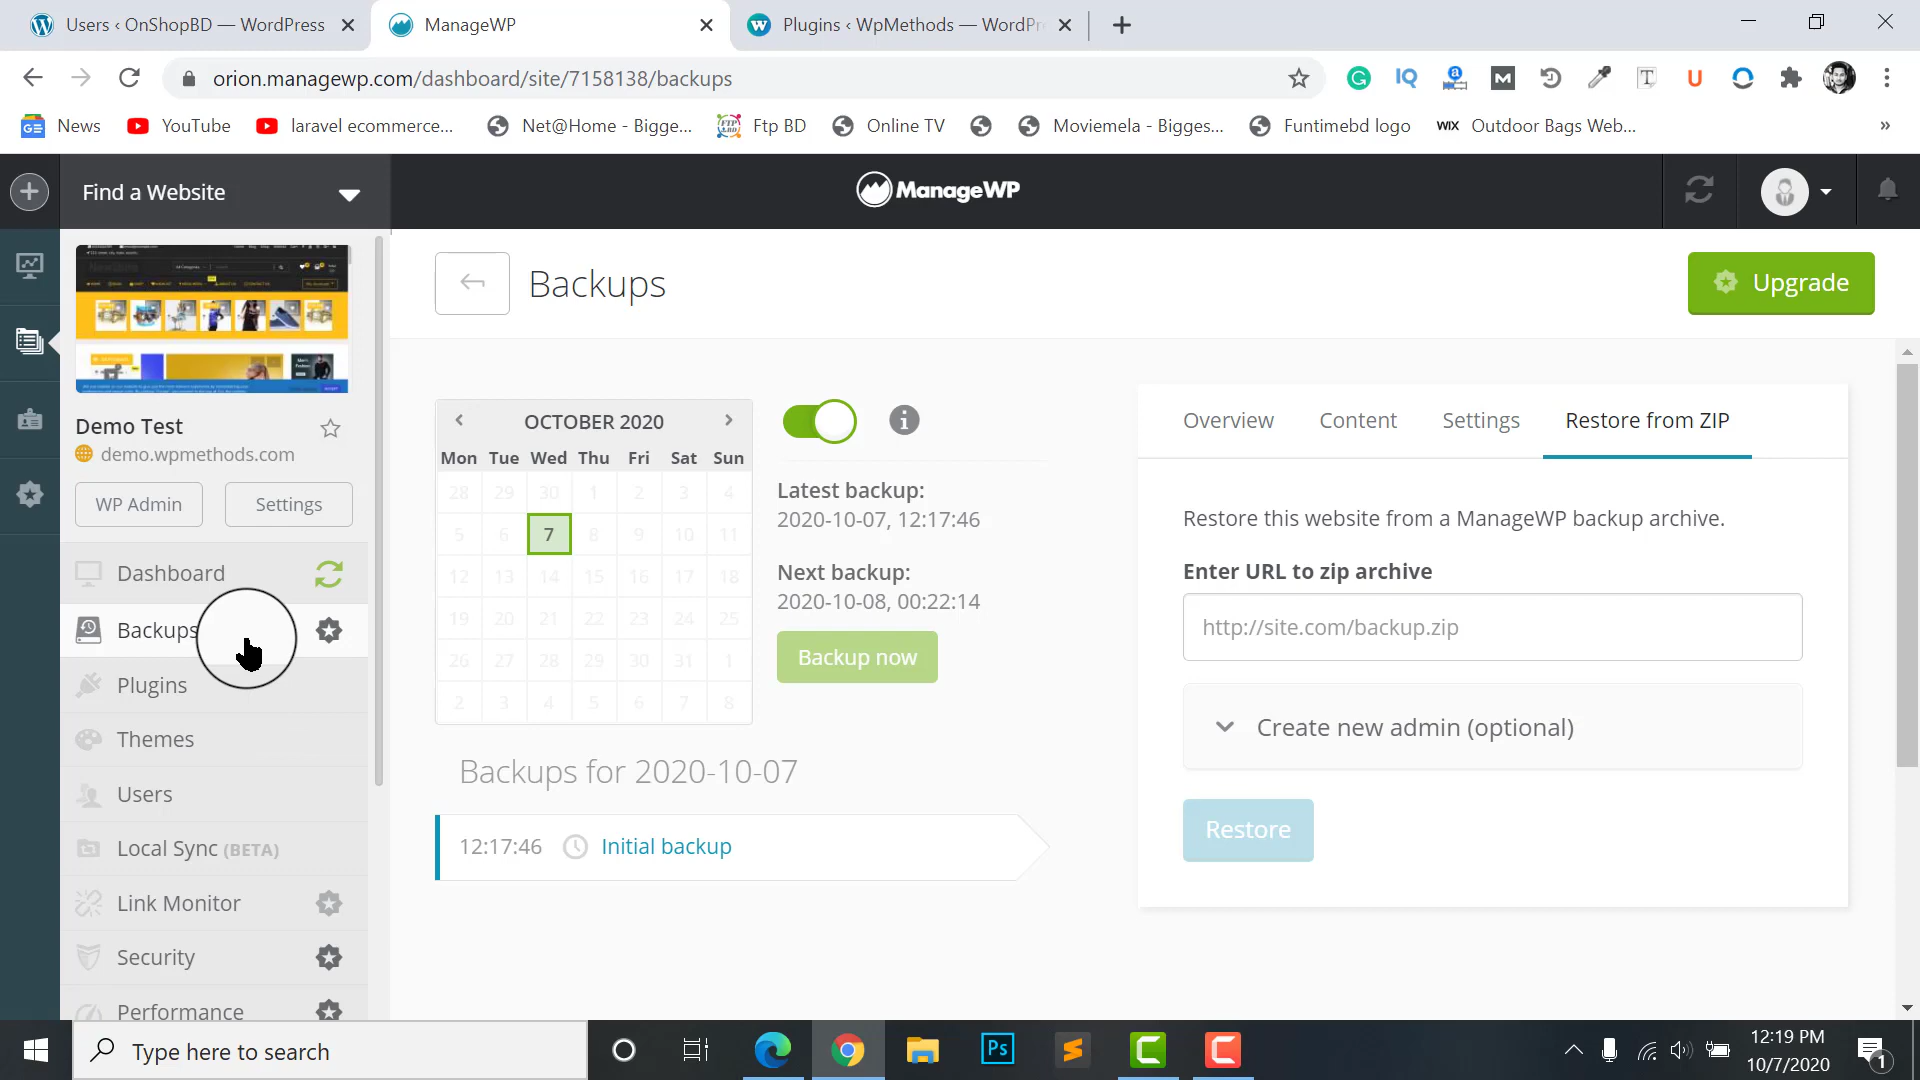 Users ‹ OnShopBD — WordPress
ManageWP
Plugins ‹ WpMethods — WordPr
orion.managewp.com/dashboard/site/7158138/backups
News
YouTube
laravel ecommerce...
Net@Home - Bigge...
Ftp BD
Online TV
Moviemela - Bigges...
Funtimebd logo
WIX
Outdoor Bags Web...
»
Find a Website
ManageWP
Backups
Upgrade
Demo Test
demo.wpmethods.com
WP Admin
Settings
Dashboard
Backups
Plugins
Themes
Users
Local Sync (BETA)
Link Monitor
Security
Performance
OCTOBER 2020
Mon Tue Wed Thu Fri Sat Sun
28 29 30 1 2 3 4
5 6 7 8 9 10 11
12 13 14 15 16 17 18
19 20 21 22 23 24 25
26 27 28 29 30 31 1
2 3 4 5 6 7 8
Latest backup:
2020-10-07, 12:17:46
Next backup:
2020-10-08, 00:22:14
Backup now
Backups for 2020-10-07
12:17:46 Initial backup
Overview
Content
Settings
Restore from ZIP
Restore this website from a ManageWP backup archive.
Enter URL to zip archive
http://site.com/backup.zip
Create new admin (optional)
Restore
Type here to search
Ps
12:19 PM
10/7/2020
1